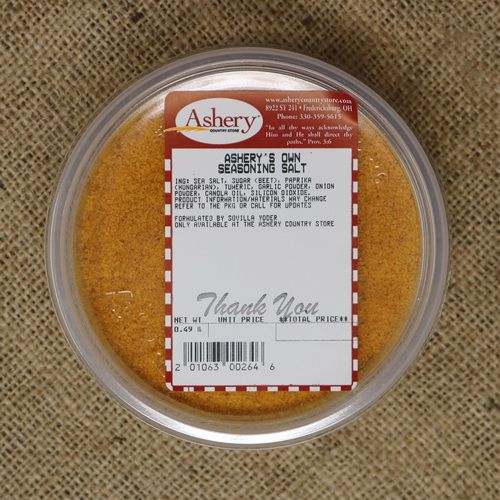 Ashery
COUNTRY STORE
www.asherycountrystore.com
8922 ST 241 • Fredericksburg, OH
Phone: 330-359-5615
"In all thy ways acknowledge
Him and He shall direct thy
paths." Prov. 3:6
ASHERY'S OWN
SEASONING SALT
ING: SEA SALT, SUGAR (BEET), PAPRIKA
(HUNGARIAN), TUMERIC, GARLIC POWDER, ONION
POWDER, CANOLA OIL, SILICON DIOXIDE.
PRODUCT INFORMATION/MATERIALS MAY CHANGE
REFER TO THE PKG OR CALL FOR UPDATES
FORMULATED BY SOVILLA YODER
ONLY AVAILABLE AT THE ASHERY COUNTRY STORE
Thank You
NET WT UNIT PRICE **TOTAL PRICE**
0.49 lb
2 01063 00264 6